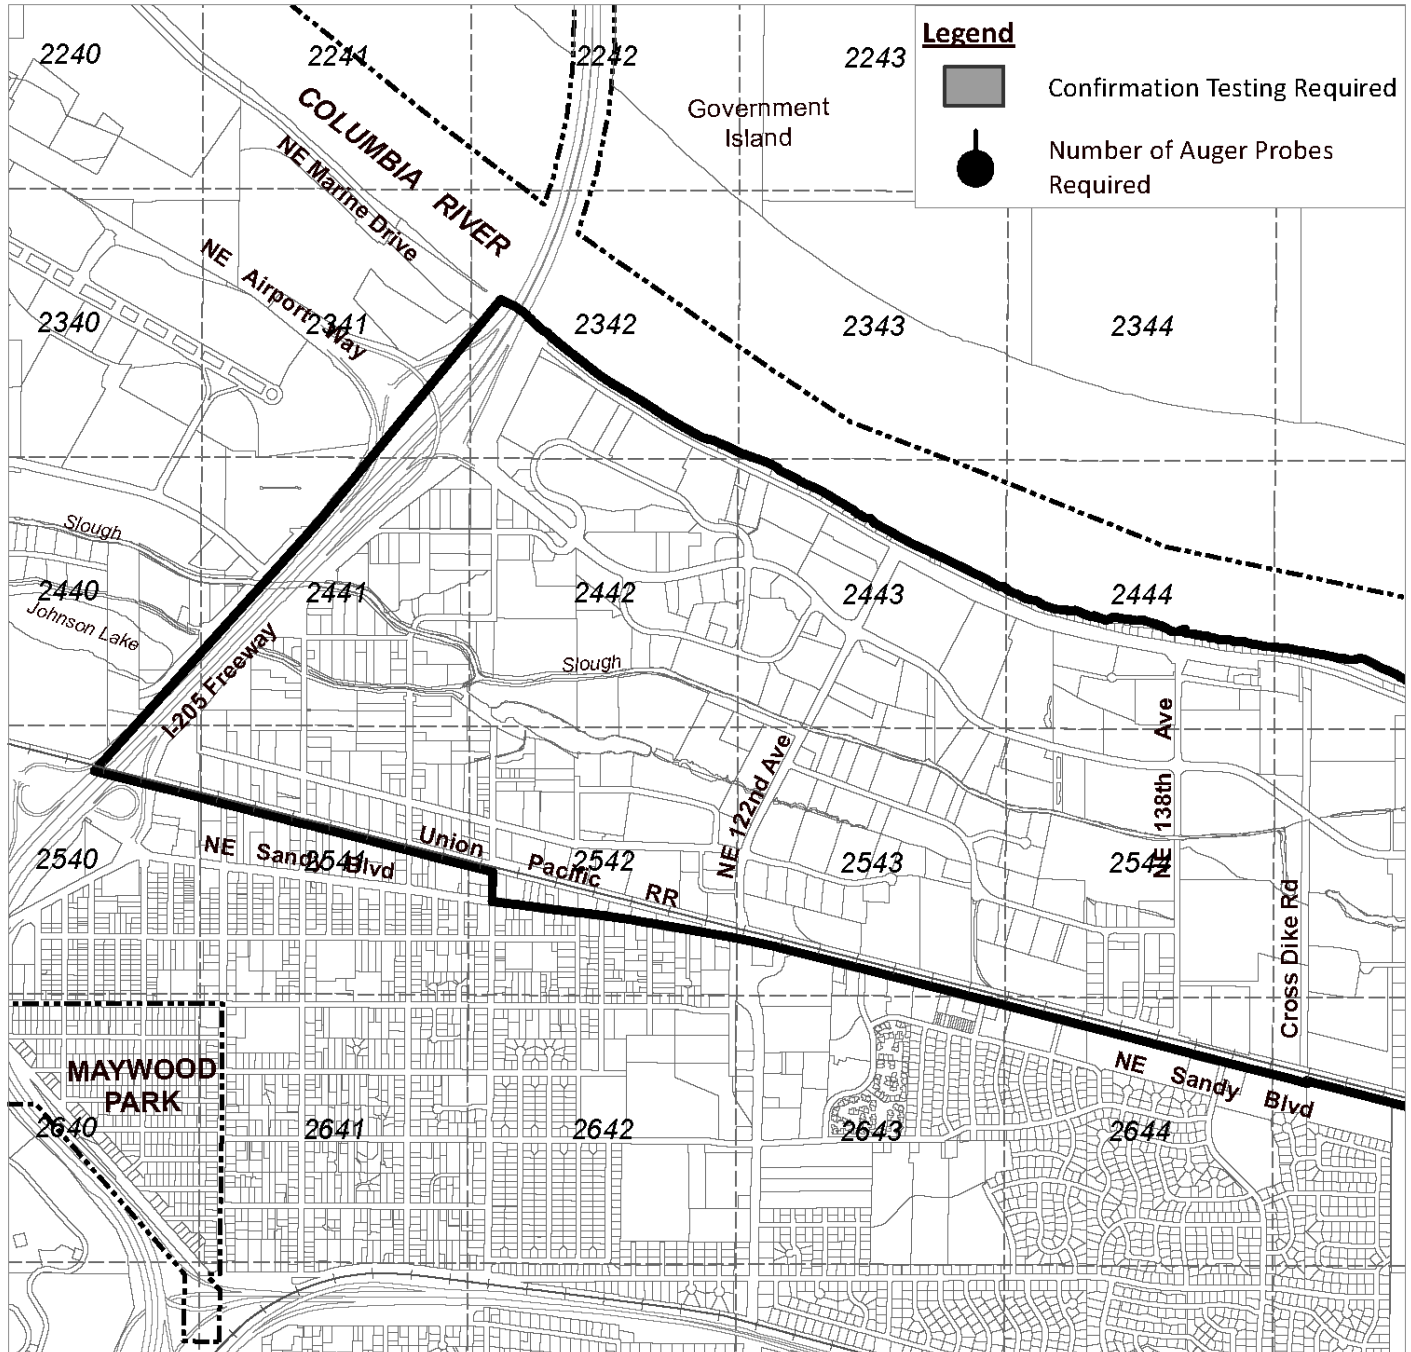 Legend
Confirmation Testing Required
Number of Auger Probes
Required
2240
2241
2242
2243
Government
Island
COLUMBIA RIVER
NE Marine Drive
NE Airport Way
2340
2341
2342
2343
2344
Slough
2440
2441
2442
2443
2444
Johnson Lake
I-205 Freeway
Slough
NE 122nd Ave
NE 138th Ave
Cross Dike Rd
2540
2541
2542
2543
2544
NE Sandy Blvd
Union Pacific RR
MAYWOOD
PARK
NE Sandy Blvd
2640
2641
2642
2643
2644